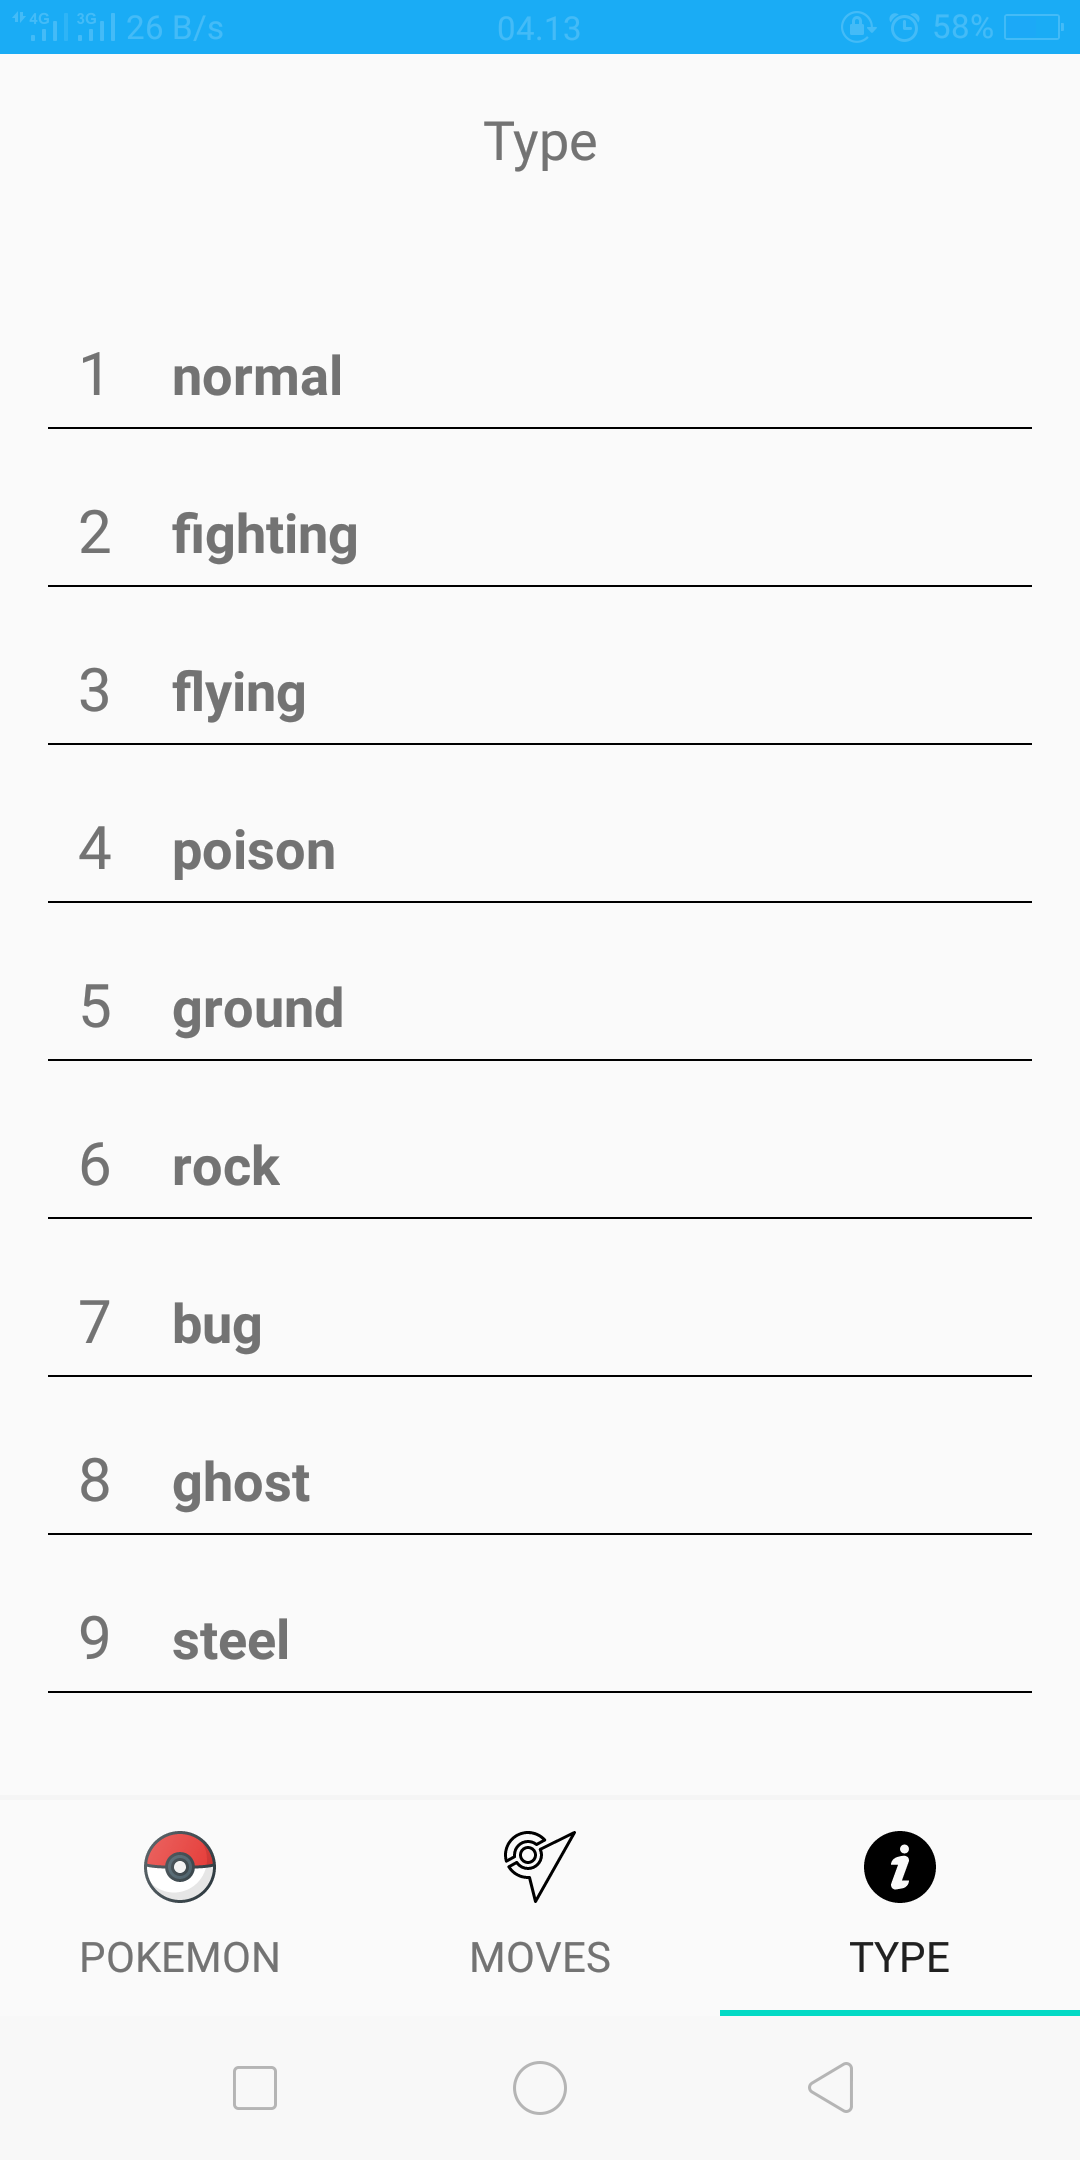 4G 3G 26 B/s 04.13 58%
Type
1 normal
2 fighting
3 flying
4 poison
5 ground
6 rock
7 bug
8 ghost
9 steel
POKEMON MOVES TYPE